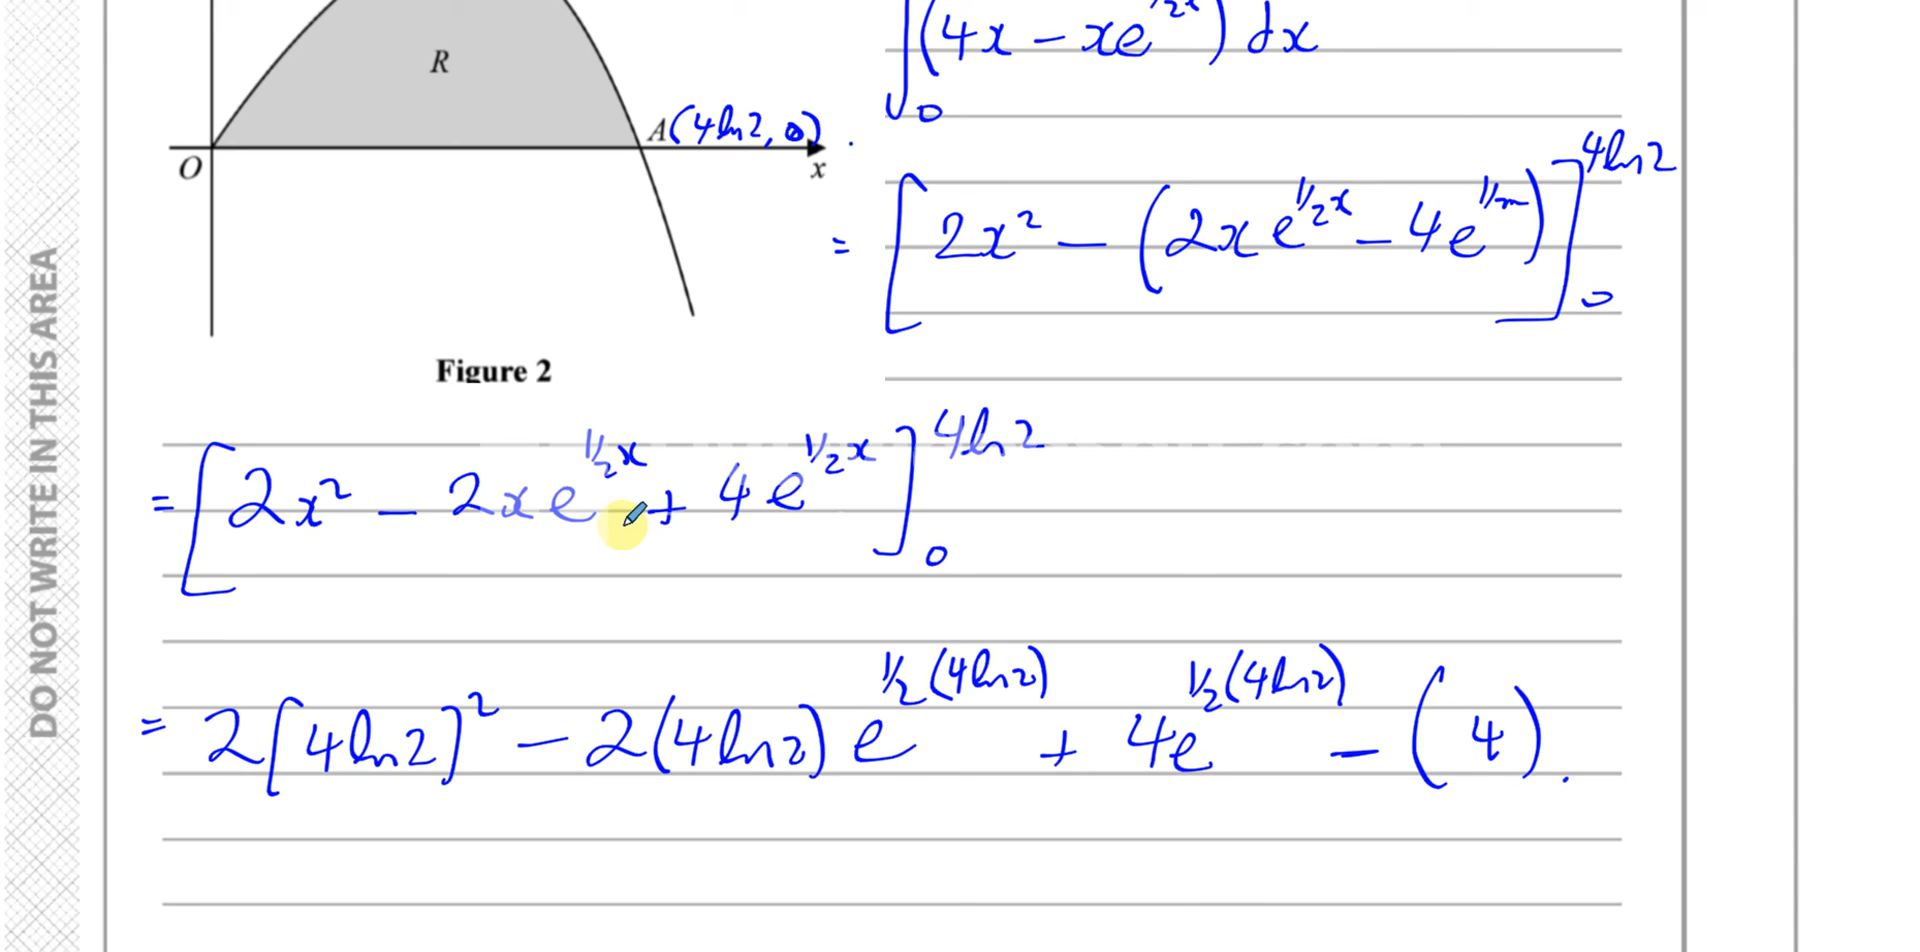 ∫₀ (4x − xe^(1/2x)) dx
R
A(4ln2, 0).
O
x
= [2x² − (2xe^(1/2x) − 4e^(1/2x))]₀^(4ln2)
Figure 2
= [2x² − 2xe^(1/2x) + 4e^(1/2x)]₀^(4ln2)
= 2[4ln2]² − 2(4ln2)e^(1/2(4ln2)) + 4e^(1/2(4ln2)) − (4).
DO NOT WRITE IN THIS AREA